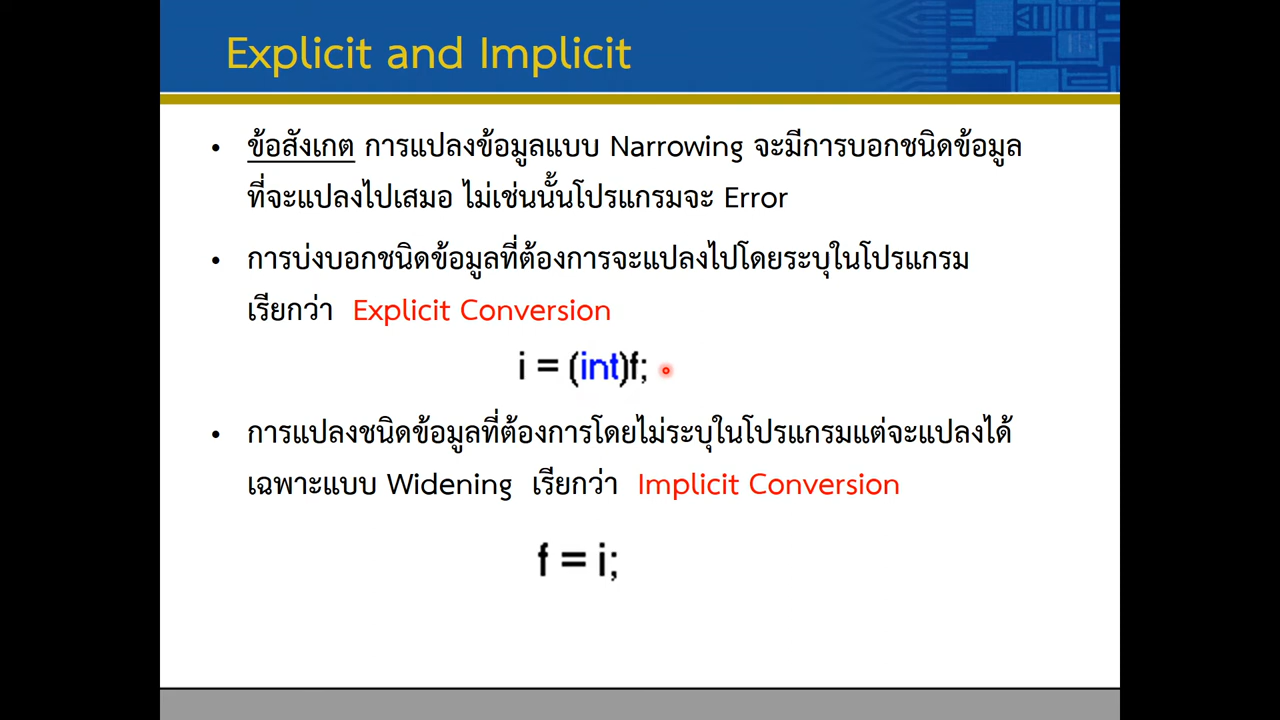 Explicit and Implicit
• ข้อสังเกต การแปลงข้อมูลแบบ Narrowing จะมีการบอกชนิดข้อมูล
ที่จะแปลงไปเสมอ ไม่เช่นนั้นโปรแกรมจะ Error
• การบ่งบอกชนิดข้อมูลที่ต้องการจะแปลงไปโดยระบุในโปรแกรม
เรียกว่า Explicit Conversion
i = (int)f;
• การแปลงชนิดข้อมูลที่ต้องการโดยไม่ระบุในโปรแกรมแต่จะแปลงได้
เฉพาะแบบ Widening เรียกว่า Implicit Conversion
f = i;